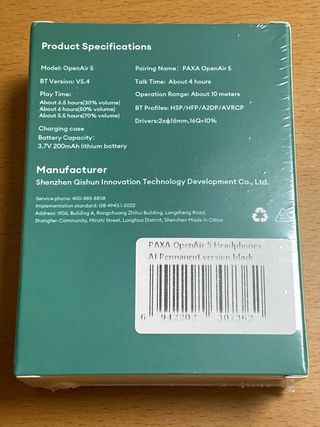 Product Specifications
Model: OpenAir 5
Pairing Name: PAXA OpenAir 5
BT Version: V5.4
Talk Time: About 4 hours
Play Time:
About 6.5 hours(30% volume)
About 6 hours(50% volume)
About 5.5 hours(70% volume)
Operation Range: About 10 meters
BT Profiles: HSP/HFP/A2DP/AVRCP
Drivers:2xφ16mm,16Ω±10%
Charging case
Battery Capacity:
3.7V 200mAh lithium battery
Manufacturer
Shenzhen Qishun Innovation Technology Development Co., Ltd.
Service phone: 400-885-8808
Implementation standard: GB 4943.1-2022
Address: 1906, Building A, Rongchuang Zhihui Building, Longsheng Road,
Shangfen Community, Minzhi Street, Longhua District, Shenzhen Made in China
PAXA OpenAir 5 Headphones
AI Permanent version-black
6 942202 307362